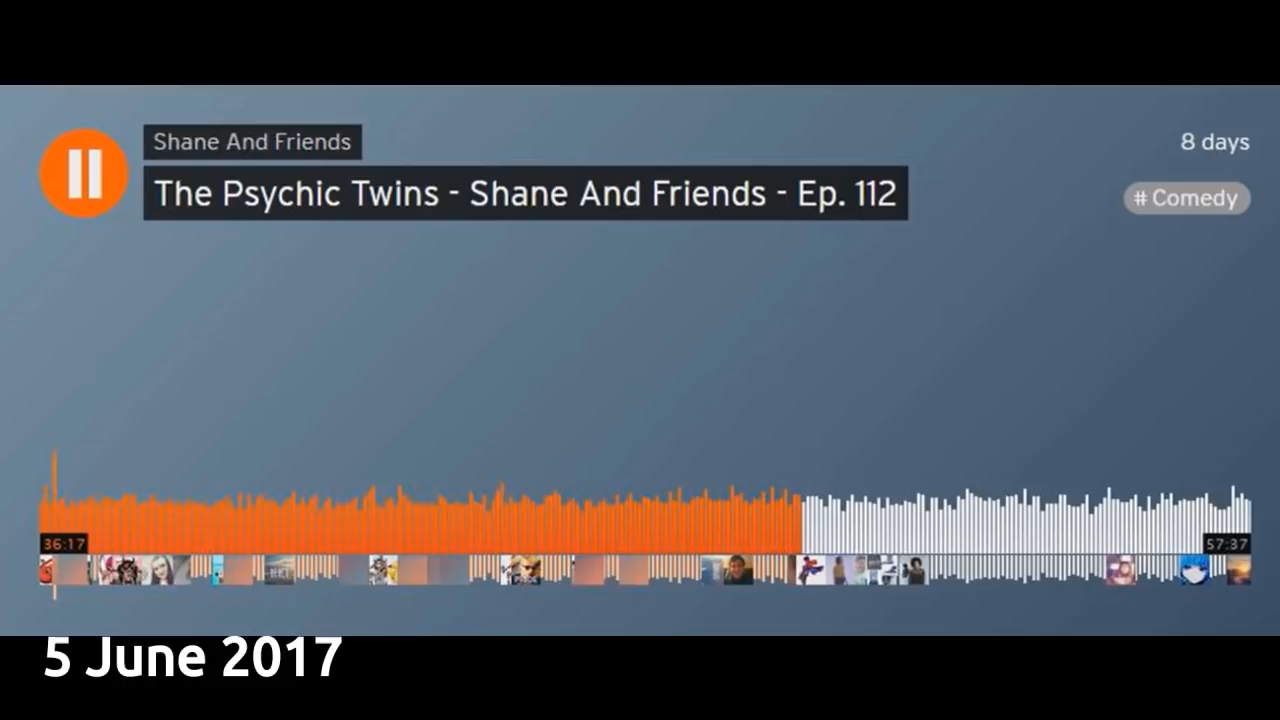 Shane And Friends
8 days
The Psychic Twins - Shane And Friends - Ep. 112
# Comedy
36:17
57:37
5 June 2017